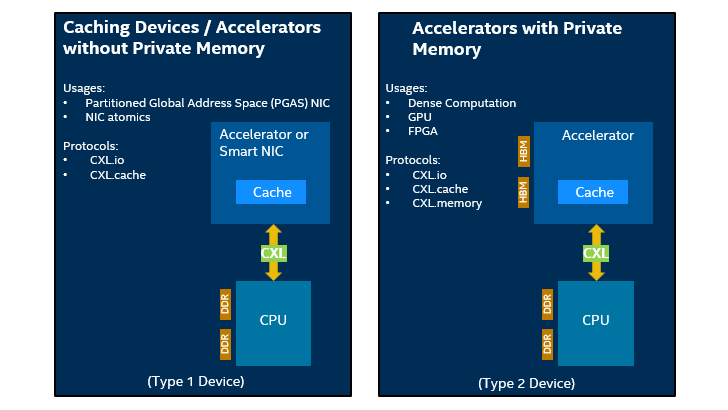 Caching Devices / Accelerators
without Private Memory
Usages:
• Partitioned Global Address Space (PGAS) NIC
• NIC atomics
Protocols:
• CXL.io
• CXL.cache
Accelerator or
Smart NIC
Cache
CXL
DDR
DDR
CPU
(Type 1 Device)
Accelerators with Private
Memory
Usages:
• Dense Computation
• GPU
• FPGA
Protocols:
• CXL.io
• CXL.cache
• CXL.memory
HBM
HBM
Accelerator
Cache
CXL
DDR
DDR
CPU
(Type 2 Device)